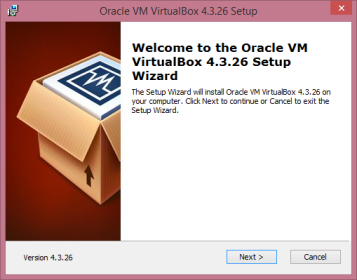 Oracle VM VirtualBox 4.3.26 Setup
Welcome to the Oracle VM
VirtualBox 4.3.26 Setup
Wizard
The Setup Wizard will install Oracle VM VirtualBox 4.3.26 on
your computer. Click Next to continue or Cancel to exit the
Setup Wizard.
Version 4.3.26
Next >
Cancel